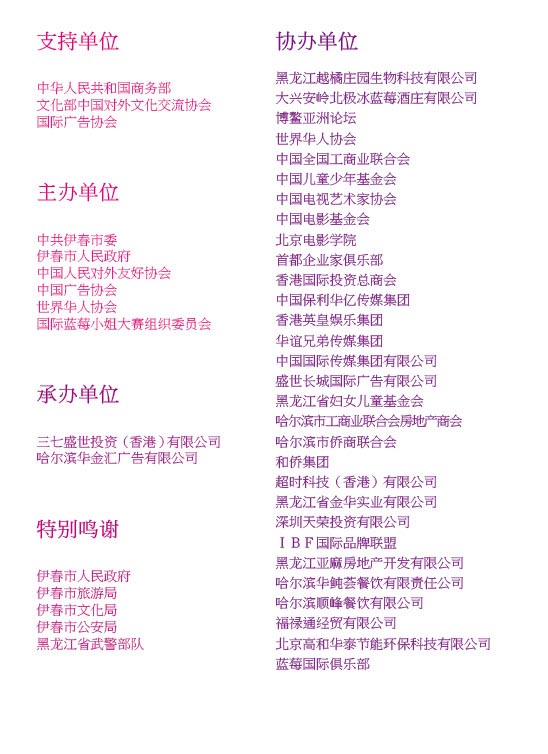 支持单位
中华人民共和国商务部
文化部中国对外文化交流协会
国际广告协会
主办单位
中共伊春市委
伊春市人民政府
中国人民对外友好协会
中国广告协会
世界华人协会
国际蓝莓小姐大赛组织委员会
承办单位
三七盛世投资（香港）有限公司
哈尔滨华金汇广告有限公司
特别鸣谢
伊春市人民政府
伊春市旅游局
伊春市文化局
伊春市公安局
黑龙江省武警部队
协办单位
黑龙江越橘庄园生物科技有限公司
大兴安岭北极冰蓝莓酒庄有限公司
博鳌亚洲论坛
世界华人协会
中国全国工商业联合会
中国儿童少年基金会
中国电视艺术家协会
中国电影基金会
北京电影学院
首都企业家俱乐部
香港国际投资总商会
中国保利华亿传媒集团
香港英皇娱乐集团
华谊兄弟传媒集团
中国国际传媒集团有限公司
盛世长城国际广告有限公司
黑龙江省妇女儿童基金会
哈尔滨市工商业联合会房地产商会
哈尔滨市侨商联合会
和侨集团
超时科技（香港）有限公司
黑龙江省金华实业有限公司
深圳天荣投资有限公司
ＩＢＦ国际品牌联盟
黑龙江亚麻房地产开发有限公司
哈尔滨华鲀荟餐饮有限责任公司
哈尔滨顺峰餐饮有限公司
福禄通经贸有限公司
北京高和华泰节能环保科技有限公司
蓝莓国际俱乐部